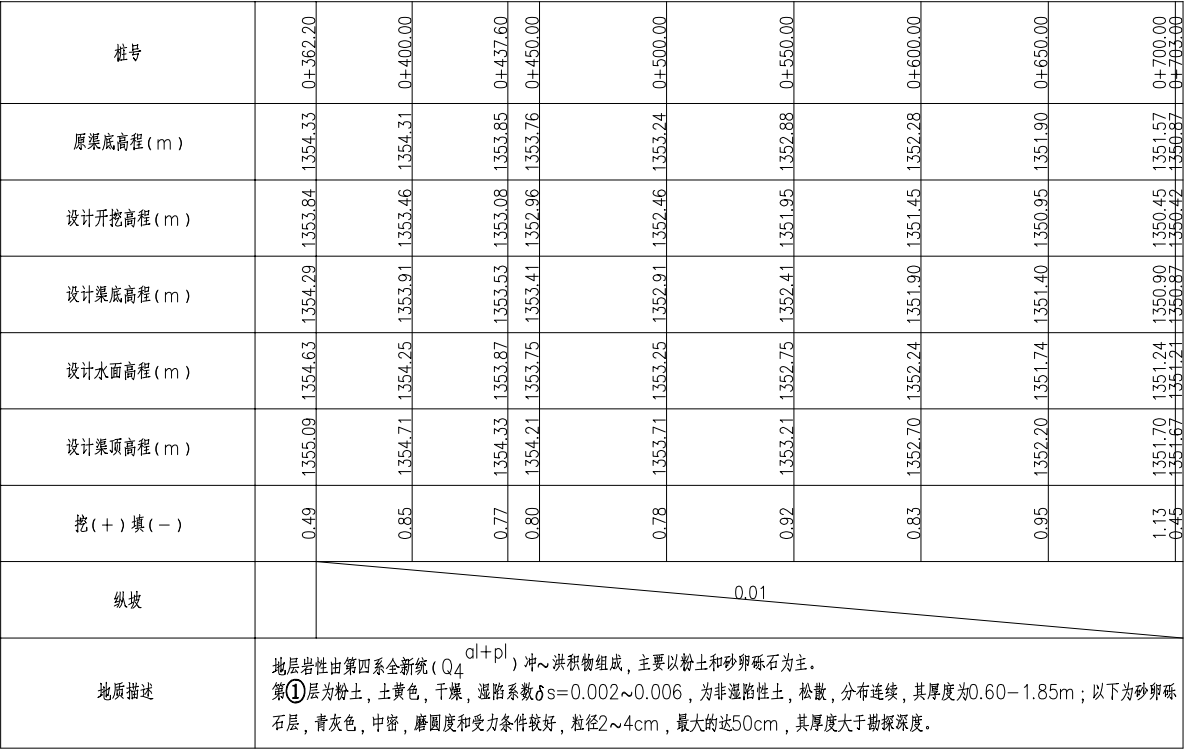 桩号 0+362.20 0+400.00 0+437.60 0+450.00 0+500.00 0+550.00 0+600.00 0+650.00 0+700.00 0+703.00
原渠底高程(m) 1354.33 1354.31 1353.85 1353.76 1353.24 1352.88 1352.28 1351.90 1351.57 1350.87
设计开挖高程(m) 1353.84 1353.46 1353.08 1352.96 1352.46 1351.95 1351.45 1350.95 1350.45 1350.42
设计渠底高程(m) 1354.29 1353.91 1353.53 1353.41 1352.91 1352.41 1351.90 1351.40 1350.90 1350.87
设计水面高程(m) 1354.63 1354.25 1353.87 1353.75 1353.25 1352.75 1352.24 1351.74 1351.24 1351.21
设计渠顶高程(m) 1355.09 1354.71 1354.33 1354.21 1353.71 1353.21 1352.70 1352.20 1351.70 1351.67
挖(+)填(-) 0.49 0.85 0.77 0.80 0.78 0.92 0.83 0.95 1.13 0.45
纵坡 0.01
地质描述
地层岩性由第四系全新统(Q4al+pl)冲~洪积物组成,主要以粉土和砂卵砾石为主。
第①层为粉土,土黄色,干燥,湿陷系数δs=0.002~0.006,为非湿陷性土,松散,分布连续,其厚度为0.60-1.85m;以下为砂卵砾
石层,青灰色,中密,磨圆度和受力条件较好,粒径2~4cm,最大的达50cm,其厚度大于勘探深度。